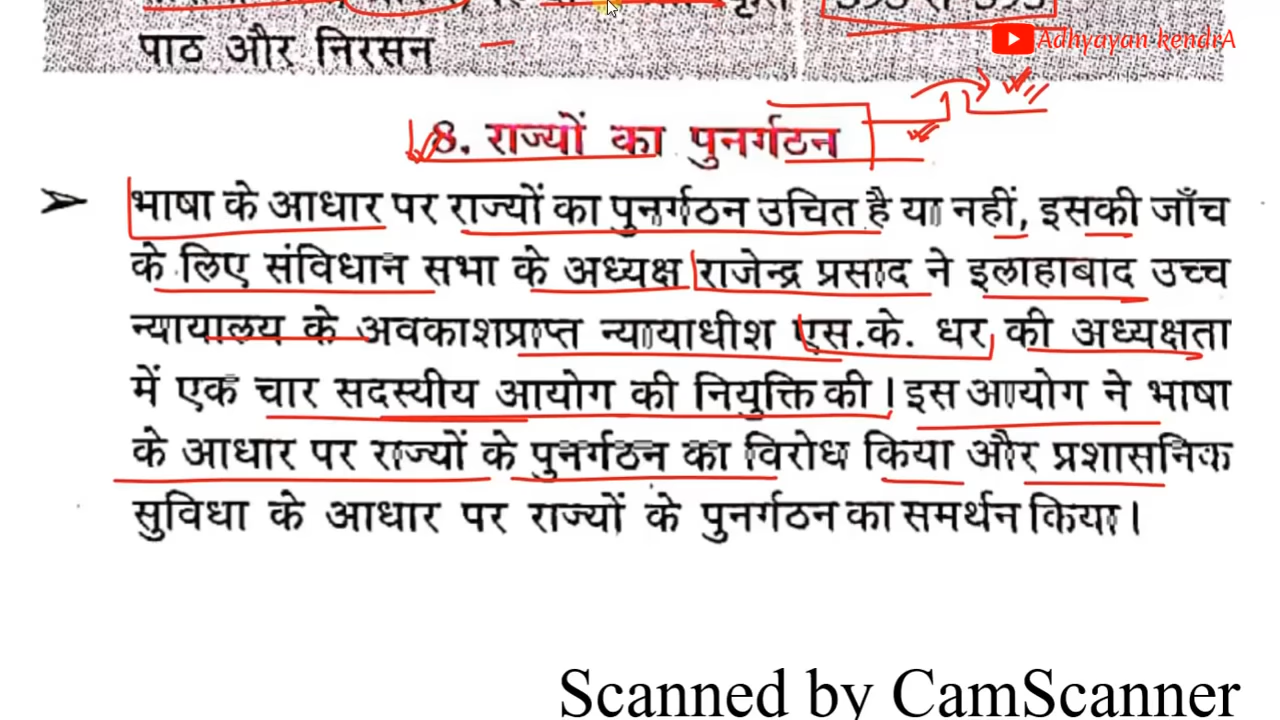 393 से 395
पाठ और निरसन
Adhyayan kendrA
8. राज्यों का पुनर्गठन
➢ भाषा के आधार पर राज्यों का पुनर्गठन उचित है या नहीं, इसकी जाँच
के लिए संविधान सभा के अध्यक्ष राजेन्द्र प्रसाद ने इलाहाबाद उच्च
न्यायालय के अवकाशप्राप्त न्यायाधीश एस.के. धर की अध्यक्षता
में एक चार सदस्यीय आयोग की नियुक्ति की। इस आयोग ने भाषा
के आधार पर राज्यों के पुनर्गठन का विरोध किया और प्रशासनिक
सुविधा के आधार पर राज्यों के पुनर्गठन का समर्थन किया।
Scanned by CamScanner